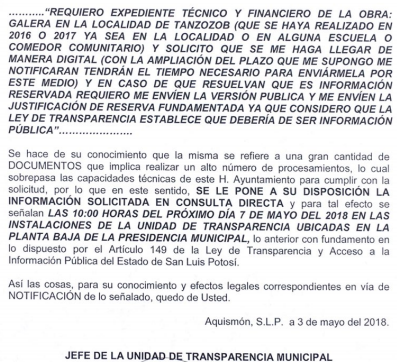 …………"REQUIERO EXPEDIENTE TÉCNICO Y FINANCIERO DE LA OBRA:
GALERA EN LA LOCALIDAD DE TANZOZOB (QUE SE HAYA REALIZADO EN
2016 O 2017 YA SEA EN LA LOCALIDAD O EN ALGUNA ESCUELA O
COMEDOR COMUNITARIO) Y SOLICITO QUE SE ME HAGA LLEGAR DE
MANERA DIGITAL (CON LA AMPLIACIÓN DEL PLAZO QUE ME SUPONGO ME
NOTIFICARAN TENDRÁN EL TIEMPO NECESARIO PARA ENVIÁRMELA POR
ESTE MEDIO) Y EN CASO DE QUE RESUELVAN QUE ES INFORMACIÓN
RESERVADA REQUIERO ME ENVÍEN LA VERSIÓN PUBLICA Y ME ENVÍEN LA
JUSTIFICACIÓN DE RESERVA FUNDAMENTADA YA QUE CONSIDERO QUE LA
LEY DE TRANSPARENCIA ESTABLECE QUE DEBERÍA DE SER INFORMACIÓN
PÚBLICA"…………………
Se hace de su conocimiento que la misma se refiere a una gran cantidad de
DOCUMENTOS que implica realizar un alto número de procesamientos, lo cual
sobrepasa las capacidades técnicas de este H. Ayuntamiento para cumplir con la
solicitud, por lo que en este sentido, SE LE PONE A SU DISPOSICIÓN LA
INFORMACIÓN SOLICITADA EN CONSULTA DIRECTA y para tal efecto se
señalan LAS 10:00 HORAS DEL PRÓXIMO DÍA 7 DE MAYO DEL 2018 EN LAS
INSTALACIONES DE LA UNIDAD DE TRANSPARENCIA UBICADAS EN LA
PLANTA BAJA DE LA PRESIDENCIA MUNICIPAL, lo anterior con fundamento en
lo dispuesto por el Artículo 149 de la Ley de Transparencia y Acceso a la
Información Pública del Estado de San Luis Potosí.
Así las cosas, para su conocimiento y efectos legales correspondientes en vía de
NOTIFICACIÓN de lo señalado, quedo de Usted.
Aquismón, S.L.P. a 3 de mayo del 2018.
JEFE DE LA UNIDAD DE TRANSPARENCIA MUNICIPAL